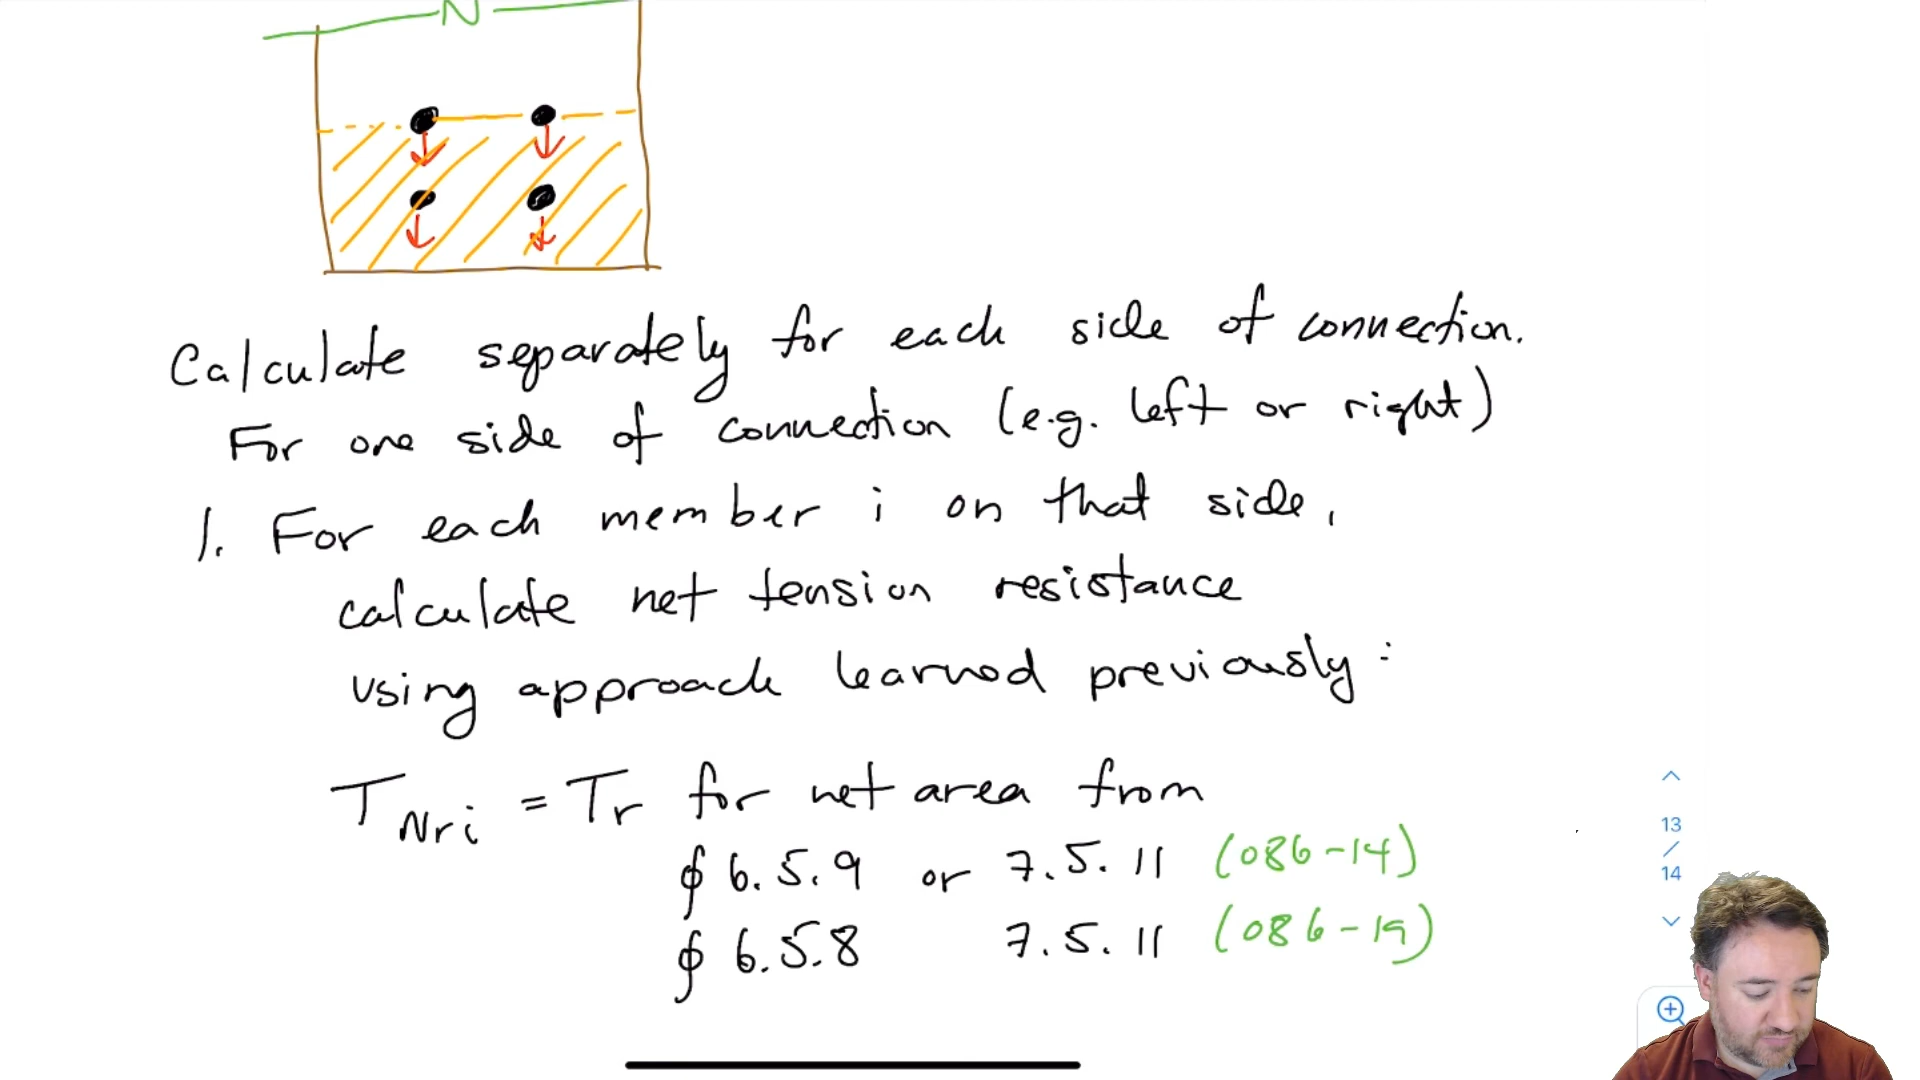 N
Calculate separately for each side of connection.
For one side of connection (e.g. left or right)
1. For each member i on that side,
calculate net tension resistance
using approach learned previously:
TNri = Tr for net area from
§ 6.5.9 or 7.5.11 (086-14)
§ 6.5.8 7.5.11 (086-19)
13
/
14